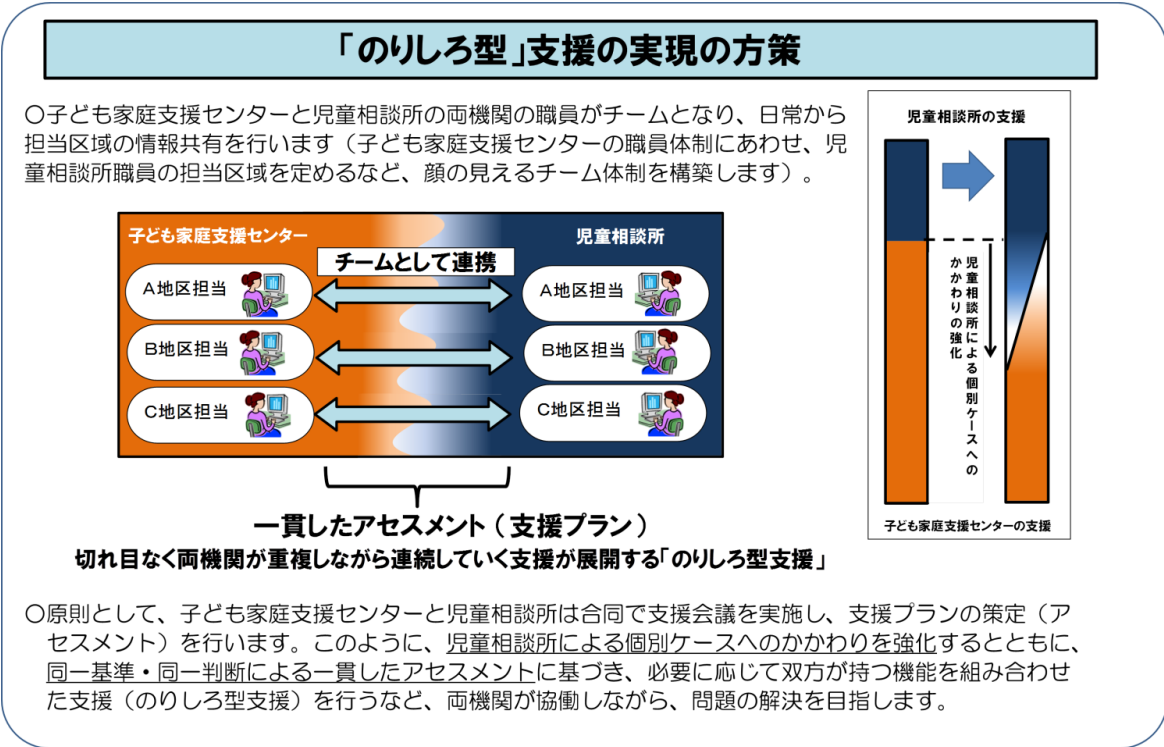 「のりしろ型」支援の実現の方策
○子ども家庭支援センターと児童相談所の両機関の職員がチームとなり、日常から
担当区域の情報共有を行います（子ども家庭支援センターの職員体制にあわせ、児
童相談所職員の担当区域を定めるなど、顔の見えるチーム体制を構築します）。
子ども家庭支援センター
児童相談所
チームとして連携
A地区担当
A地区担当
B地区担当
B地区担当
C地区担当
C地区担当
一貫したアセスメント（支援プラン）
切れ目なく両機関が重複しながら連続していく支援が展開する「のりしろ型支援」
児童相談所の支援
児童相談所による個別ケースへの
かかわりの強化
子ども家庭支援センターの支援
○原則として、子ども家庭支援センターと児童相談所は合同で支援会議を実施し、支援プランの策定（ア
セスメント）を行います。このように、児童相談所による個別ケースへのかかわりを強化するとともに、
同一基準・同一判断による一貫したアセスメントに基づき、必要に応じて双方が持つ機能を組み合わせ
た支援（のりしろ型支援）を行うなど、両機関が協働しながら、問題の解決を目指します。